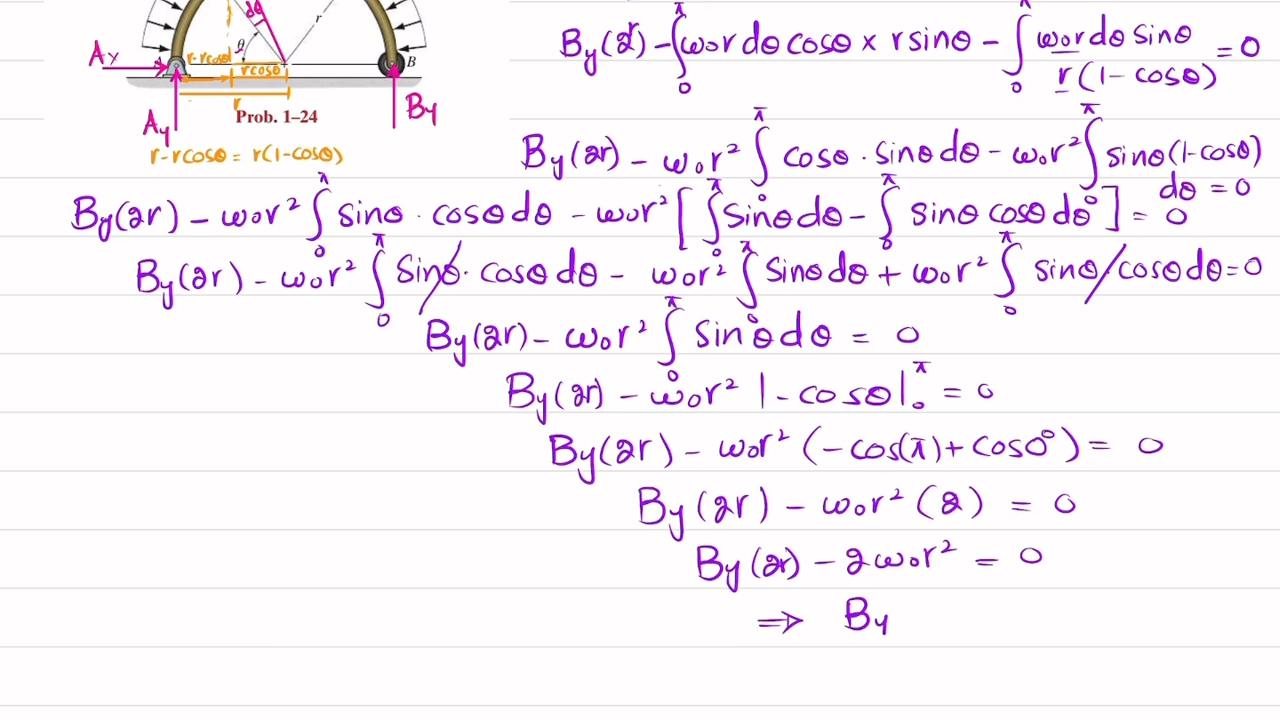 dθ
r
θ
Ax
r-rcosθ
rcosθ
B
r
Ay
By
Prob. 1–24
r-rcosθ = r(1-cosθ)
By(2r) - ∫₀^π w₀r dθ cosθ × r sinθ - ∫₀^π w₀r dθ sinθ r(1-cosθ) = 0
By(2r) - w₀r² ∫₀^π cosθ · sinθ dθ - w₀r² ∫₀^π sinθ(1-cosθ) dθ = 0
By(2r) - w₀r² ∫₀^π sinθ · cosθ dθ - w₀r² [ ∫₀^π sinθ dθ - ∫₀^π sinθ cosθ dθ ] = 0
By(2r) - w₀r² ∫₀^π sinθ · cosθ dθ - w₀r² ∫₀^π sinθ dθ + w₀r² ∫₀^π sinθ cosθ dθ = 0
By(2r) - w₀r² ∫₀^π sinθ dθ = 0
By(2r) - w₀r² |-cosθ|₀^π = 0
By(2r) - w₀r² (-cos(π) + cos0°) = 0
By(2r) - w₀r² (2) = 0
By(2r) - 2w₀r² = 0
⇒ By